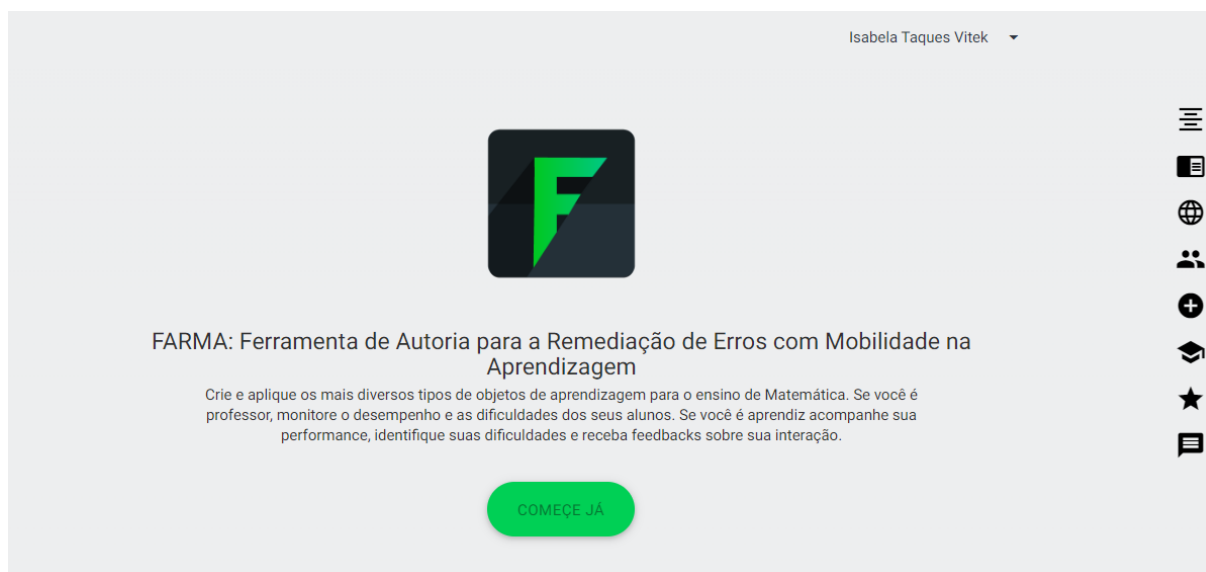 Isabela Taques Vitek
F
FARMA: Ferramenta de Autoria para a Remediação de Erros com Mobilidade na
Aprendizagem
Crie e aplique os mais diversos tipos de objetos de aprendizagem para o ensino de Matemática. Se você é
professor, monitore o desempenho e as dificuldades dos seus alunos. Se você é aprendiz acompanhe sua
performance, identifique suas dificuldades e receba feedbacks sobre sua interação.
COMEÇE JÁ